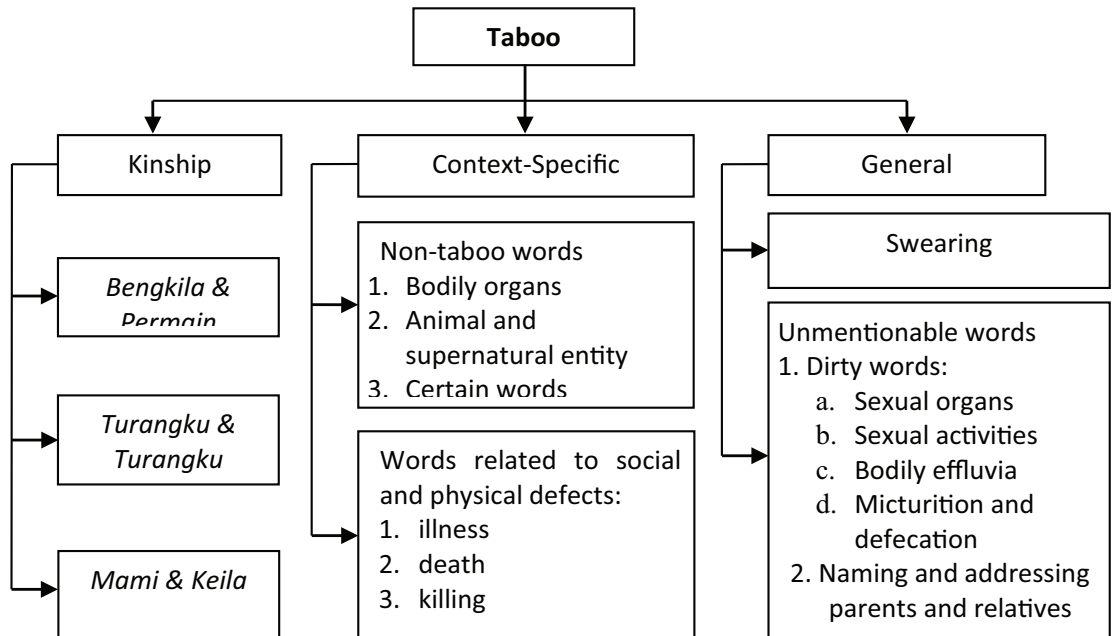 Taboo
Kinship
Bengkila &
Permain
Turangku &
Turangku
Mami & Keila
Context-Specific
Non-taboo words
1. Bodily organs
2. Animal and
supernatural entity
3. Certain words
Words related to social
and physical defects:
1. illness
2. death
3. killing
General
Swearing
Unmentionable words
1. Dirty words:
a. Sexual organs
b. Sexual activities
c. Bodily effluvia
d. Micturition and
defecation
2. Naming and addressing
parents and relatives